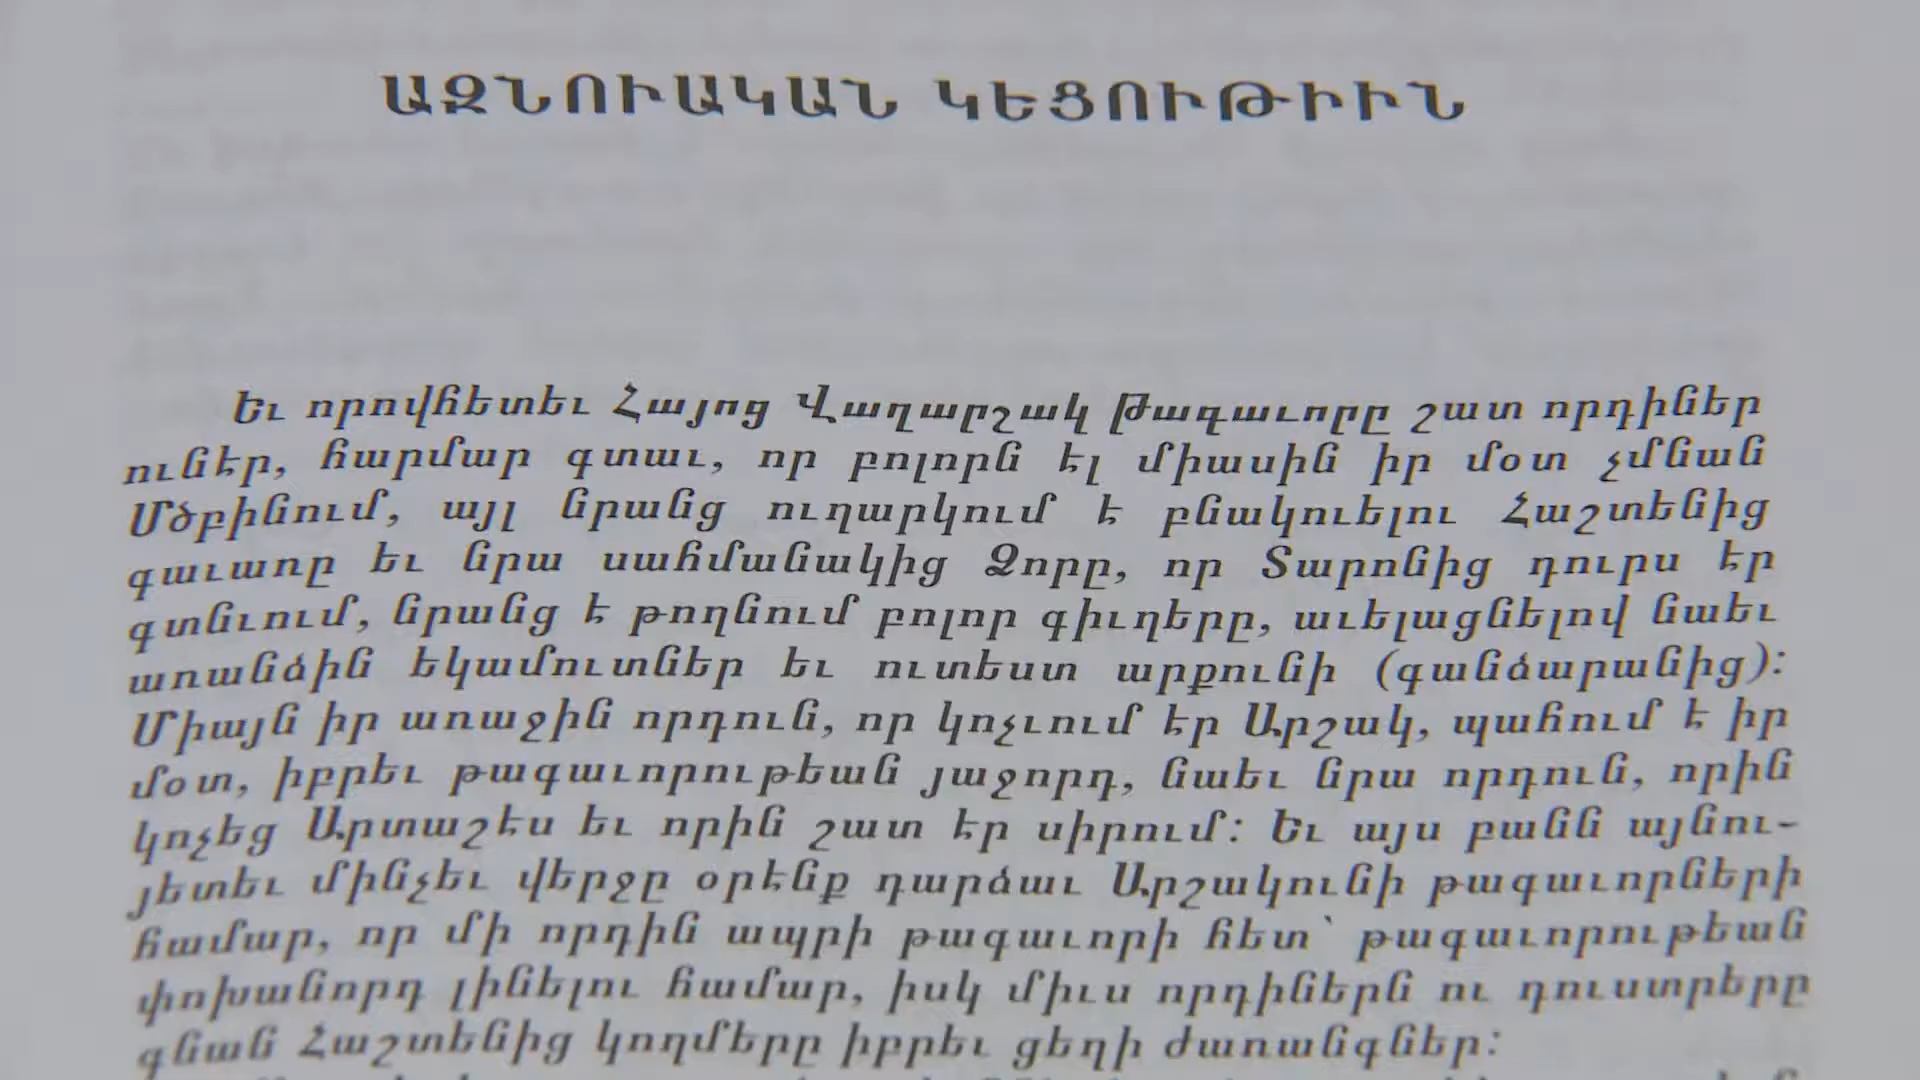 ԱԶՆՈՒԱԿԱՆ ԿԵՑՈՒԹԻԻՆ
Եւ որովհետեւ Հայոց Վաղարշակ Թագաւորը շատ որդիներ
ունէր, հարմար գտաւ, որ բոլորն էլ միասին իր մօտ չմնան
Մծբինում, այլ նրանց ուղարկում է բնակուելու Հաշտենից
գաւառը եւ նրա սահմանակից Ձորը, որ Տարոնից դուրս էր
գտնւում, նրանց է թողնում բոլոր գիւղերը, աւելացնելով նաեւ
առանձին եկամուտներ եւ ուտեստ արքունի (գանձարանից):
Միայն իր առաջին որդուն, որ կոչւում էր Արշակ, պահում է իր
մօտ, իբրեւ թագաւորութեան յաջորդ, նաեւ նրա որդուն, որին
կոչեց Արտաշէս եւ որին շատ էր սիրում: Եւ այս բանն այնու-
յետեւ մինչեւ վերջը օրէնք դարձաւ Արշակունի թագաւորների
համար, որ մի որդին ապրի թագաւորի հետ՝ թագաւորութեան
փոխանորդ լինելու համար, իսկ միւս որդիներն ու դուստրերը
գնան Հաշտենից կողմերը իբրեւ ցեղի ժառանգներ: